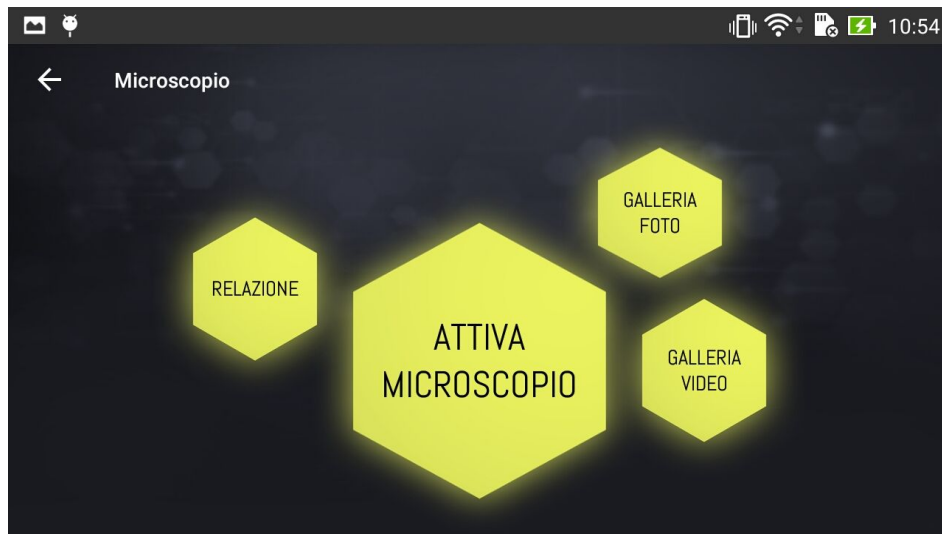 10:54
Microscopio
GALLERIA
FOTO
RELAZIONE
ATTIVA
MICROSCOPIO
GALLERIA
VIDEO